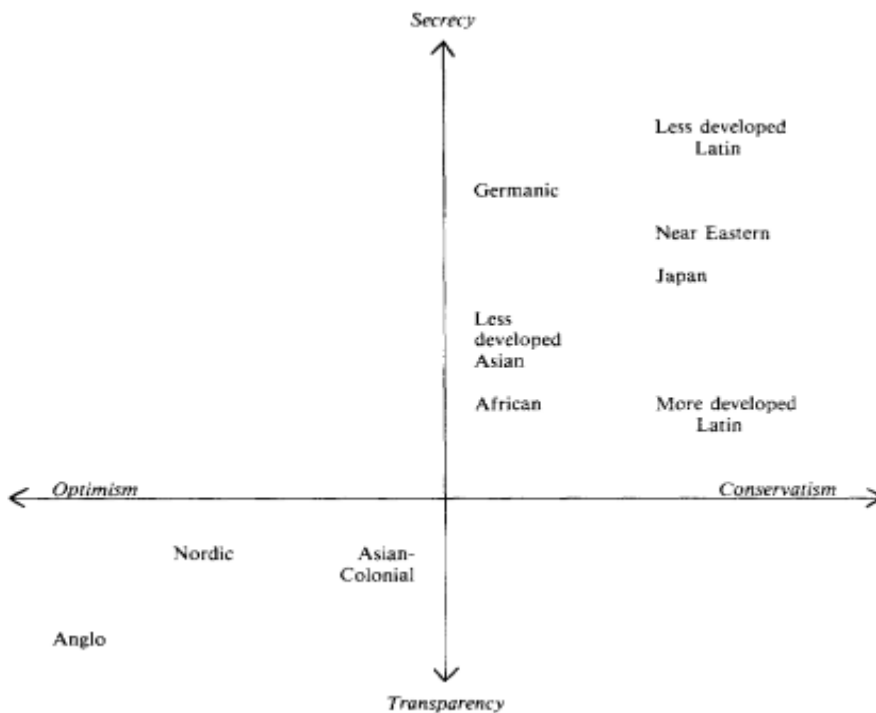 Secrecy
Less developed
Latin
Germanic
Near Eastern
Japan
Less
developed
Asian
African
More developed
Latin
Optimism
Conservatism
Nordic
Asian-
Colonial
Anglo
Transparency